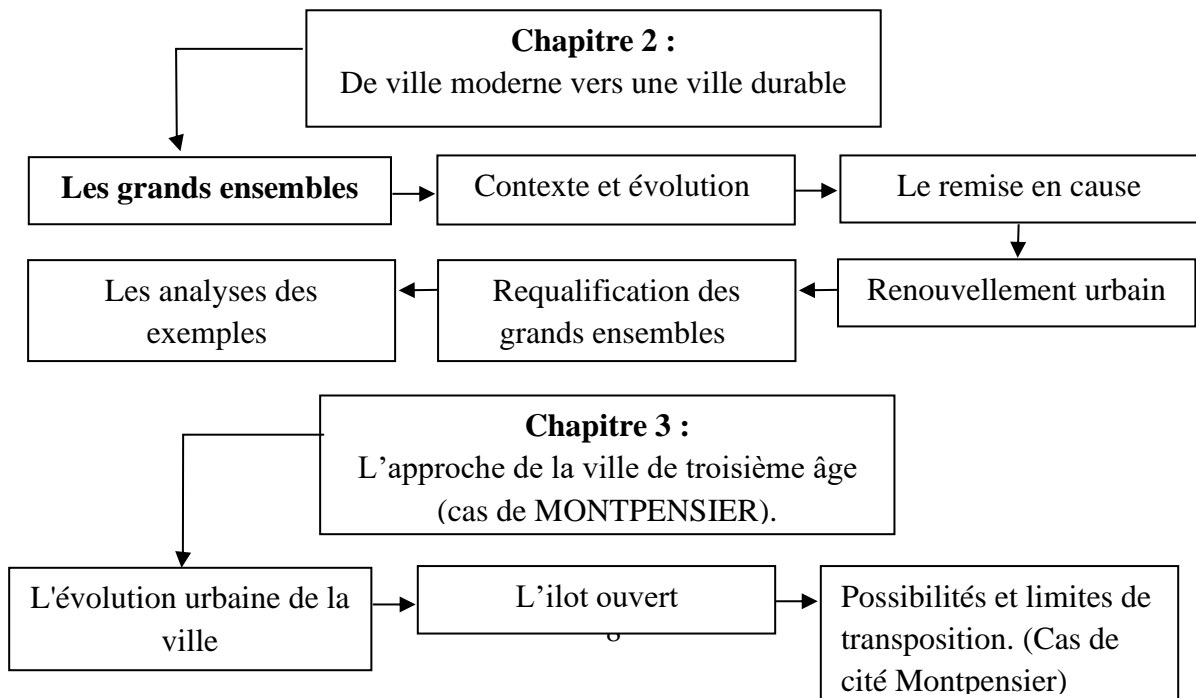 Chapitre 2 :
De ville moderne vers une ville durable
Les grands ensembles
Contexte et évolution
Le remise en cause
Les analyses des
exemples
Requalification des
grands ensembles
Renouvellement urbain
Chapitre 3 :
L’approche de la ville de troisième âge
(cas de MONTPENSIER).
L'évolution urbaine de la
ville
L’ilot ouvert
Possibilités et limites de
transposition. (Cas de
cité Montpensier)